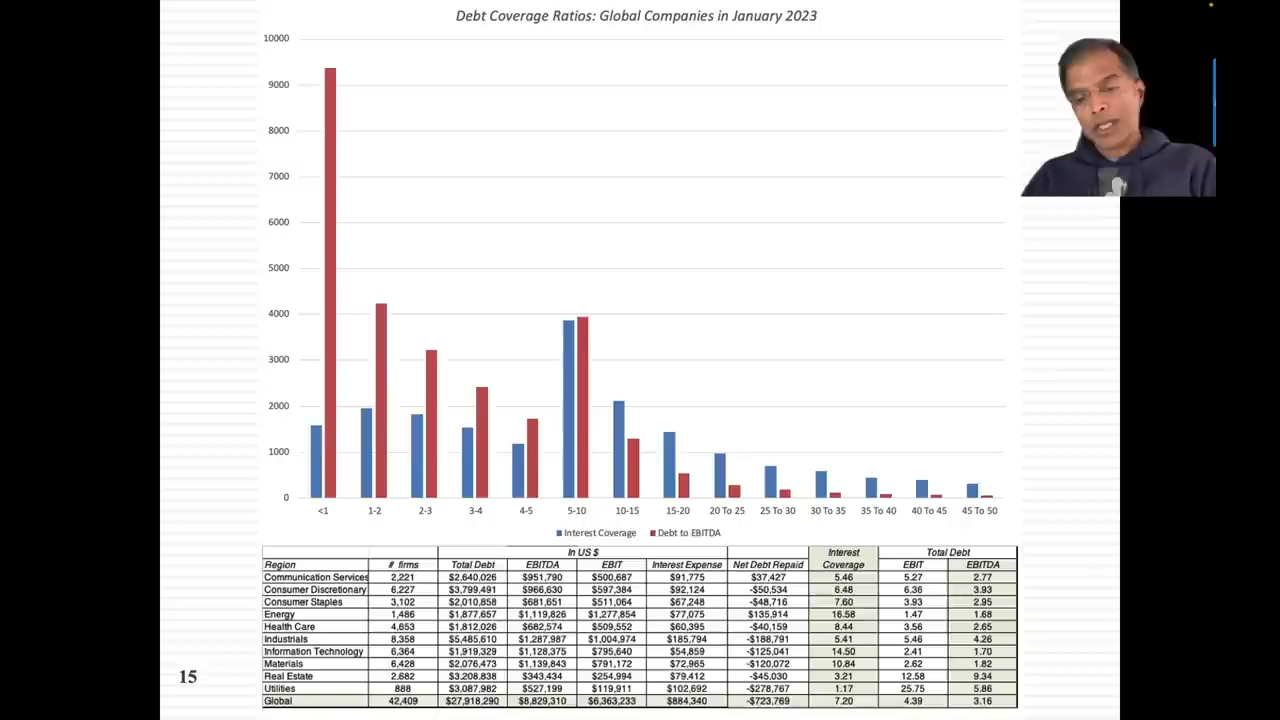 Debt Coverage Ratios: Global Companies in January 2023
10000
9000
8000
7000
6000
5000
4000
3000
2000
1000
0
<1 1-2 2-3 3-4 4-5 5-10 10-15 15-20 20 To 25 25 To 30 30 To 35 35 To 40 40 To 45 45 To 50
Interest Coverage Debt to EBITDA
In US $ Interest Total Debt
Region # firms Total Debt EBITDA EBIT Interest Expense Net Debt Repaid Coverage EBIT EBITDA
Communication Services 2,221 $2,640,026 $951,790 $500,687 $91,775 $37,427 5.46 5.27 2.77
Consumer Discretionary 6,227 $3,799,491 $966,630 $597,384 $92,124 -$50,534 6.48 6.36 3.93
Consumer Staples 3,102 $2,010,858 $681,651 $511,064 $67,248 -$48,716 7.60 3.93 2.95
Energy 1,486 $1,877,657 $1,119,826 $1,277,854 $77,075 $135,914 16.58 1.47 1.68
Health Care 4,653 $1,812,026 $682,574 $509,552 $60,395 -$40,159 8.44 3.56 2.65
Industrials 8,358 $5,485,610 $1,287,987 $1,004,974 $185,794 -$188,791 5.41 5.46 4.26
Information Technology 6,364 $1,919,329 $1,128,375 $795,640 $54,859 -$125,041 14.50 2.41 1.70
Materials 6,428 $2,076,473 $1,139,843 $791,172 $72,965 -$120,072 10.84 2.62 1.82
Real Estate 2,682 $3,208,838 $343,434 $254,994 $79,412 -$45,030 3.21 12.58 9.34
Utilities 888 $3,087,982 $527,199 $119,911 $102,692 -$278,767 1.17 25.75 5.86
Global 42,409 $27,918,290 $8,829,310 $6,363,233 $884,340 -$723,769 7.20 4.39 3.16
15